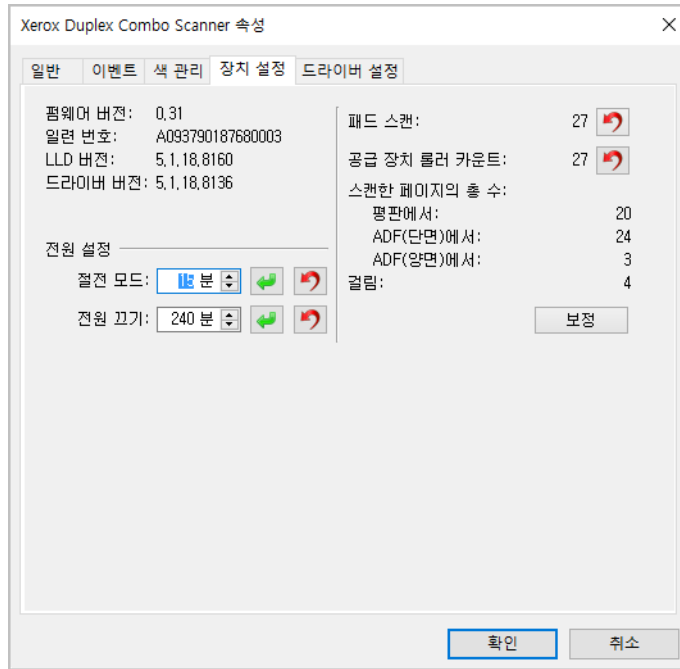 Xerox Duplex Combo Scanner 속성
일반 이벤트 색 관리 장치 설정 드라이버 설정
펌웨어 버전: 0,31
일련 번호: A093790187680003
LLD 버전: 5,1,18,8160
드라이버 버전: 5,1,18,8136
전원 설정
절전 모드: 15 분
전원 끄기: 240 분
패드 스캔: 27
공급 장치 롤러 카운트: 27
스캔한 페이지의 총 수:
평판에서: 20
ADF(단면)에서: 24
ADF(양면)에서: 3
걸림: 4
보정
확인 취소